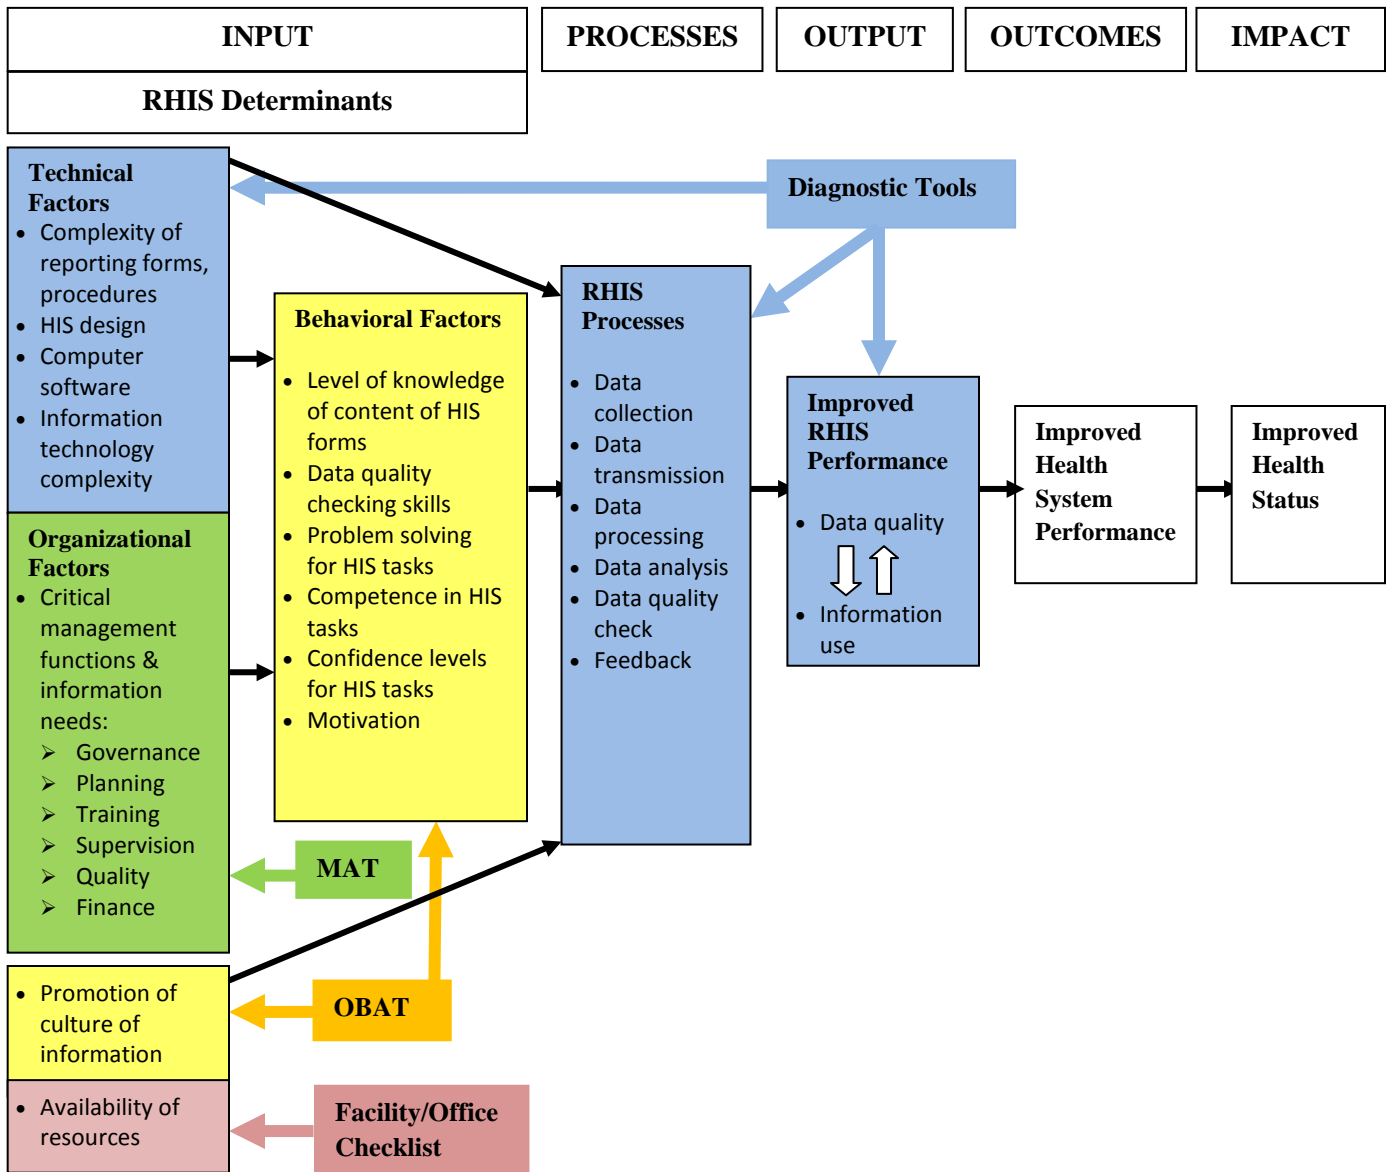 INPUT
PROCESSES
OUTPUT
OUTCOMES
IMPACT
RHIS Determinants
Technical
Factors
• Complexity of
reporting forms,
procedures
• HIS design
• Computer
software
• Information
technology
complexity
Organizational
Factors
• Critical
management
functions &
information
needs:
➢ Governance
➢ Planning
➢ Training
➢ Supervision
➢ Quality
➢ Finance
• Promotion of
culture of
information
• Availability of
resources
Behavioral Factors
• Level of knowledge
of content of HIS
forms
• Data quality
checking skills
• Problem solving
for HIS tasks
• Competence in HIS
tasks
• Confidence levels
for HIS tasks
• Motivation
MAT
OBAT
Facility/Office
Checklist
Diagnostic Tools
RHIS
Processes
• Data
collection
• Data
transmission
• Data
processing
• Data analysis
• Data quality
check
• Feedback
Improved
RHIS
Performance
• Data quality
• Information
use
Improved
Health
System
Performance
Improved
Health
Status